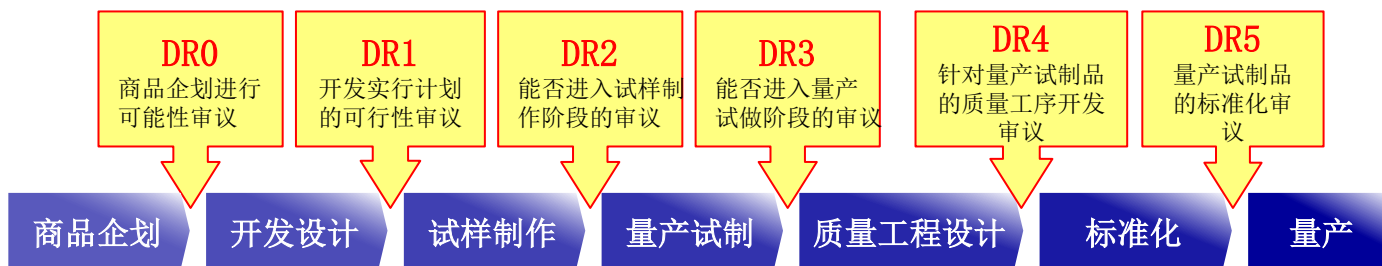 DR0
商品企划进行
可能性审议
DR1
开发实行计划
的可行性审议
DR2
能否进入试样制
作阶段的审议
DR3
能否进入量产
试做阶段的审议
DR4
针对量产试制品
的质量工序开发
审议
DR5
量产试制品
的标准化审
议
商品企划
开发设计
试样制作
量产试制
质量工程设计
标准化
量产